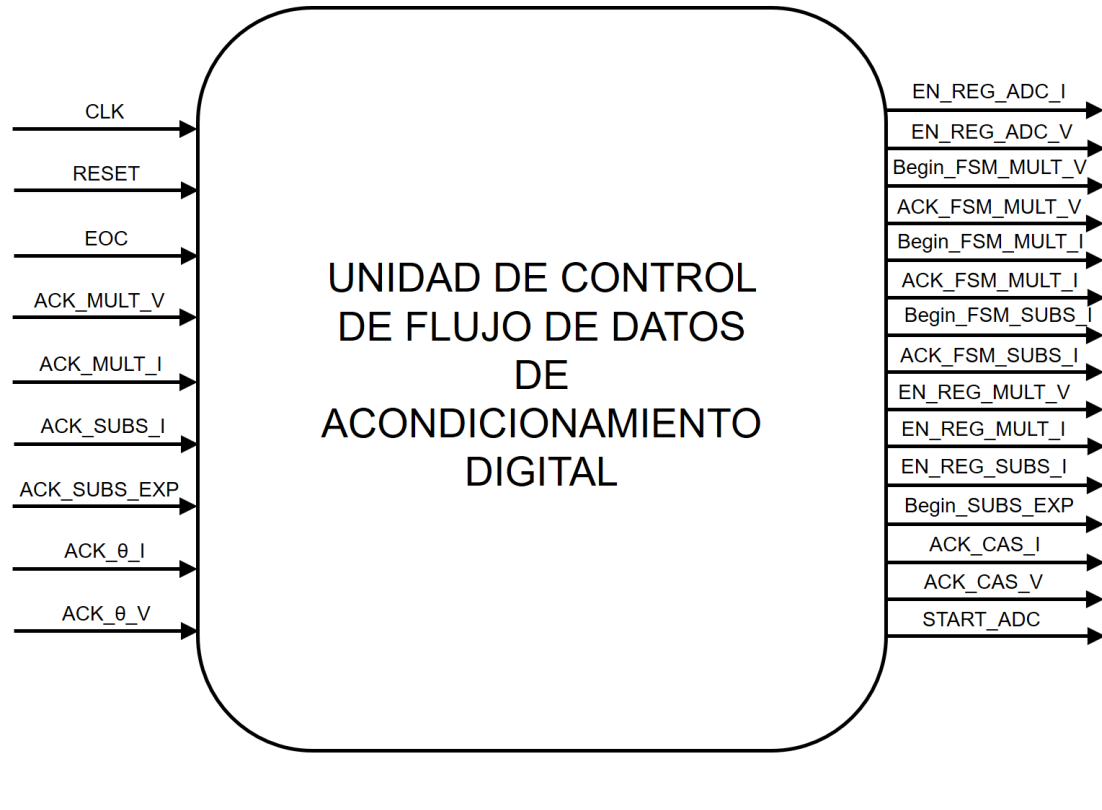 CLK
RESET
EOC
ACK_MULT_V
ACK_MULT_I
ACK_SUBS_I
ACK_SUBS_EXP
ACK_θ_I
ACK_θ_V
UNIDAD DE CONTROL
DE FLUJO DE DATOS
DE
ACONDICIONAMIENTO
DIGITAL
EN_REG_ADC_I
EN_REG_ADC_V
Begin_FSM_MULT_V
ACK_FSM_MULT_V
Begin_FSM_MULT_I
ACK_FSM_MULT_I
Begin_FSM_SUBS_I
ACK_FSM_SUBS_I
EN_REG_MULT_V
EN_REG_MULT_I
EN_REG_SUBS_I
Begin_SUBS_EXP
ACK_CAS_I
ACK_CAS_V
START_ADC